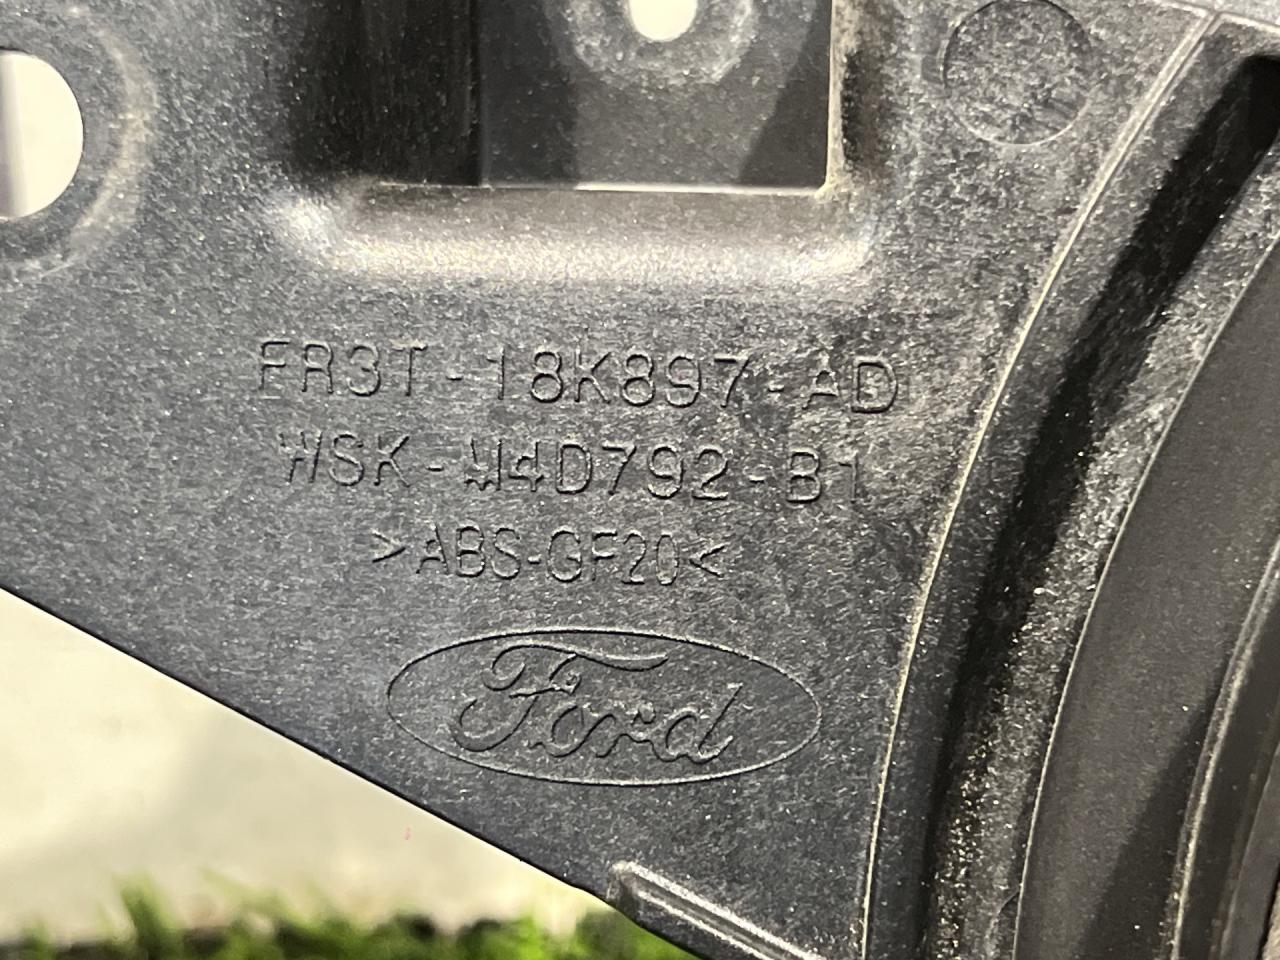 FR3T-18K897-AD
WSK-M4D792-B1
>ABS-GF20<
Ford